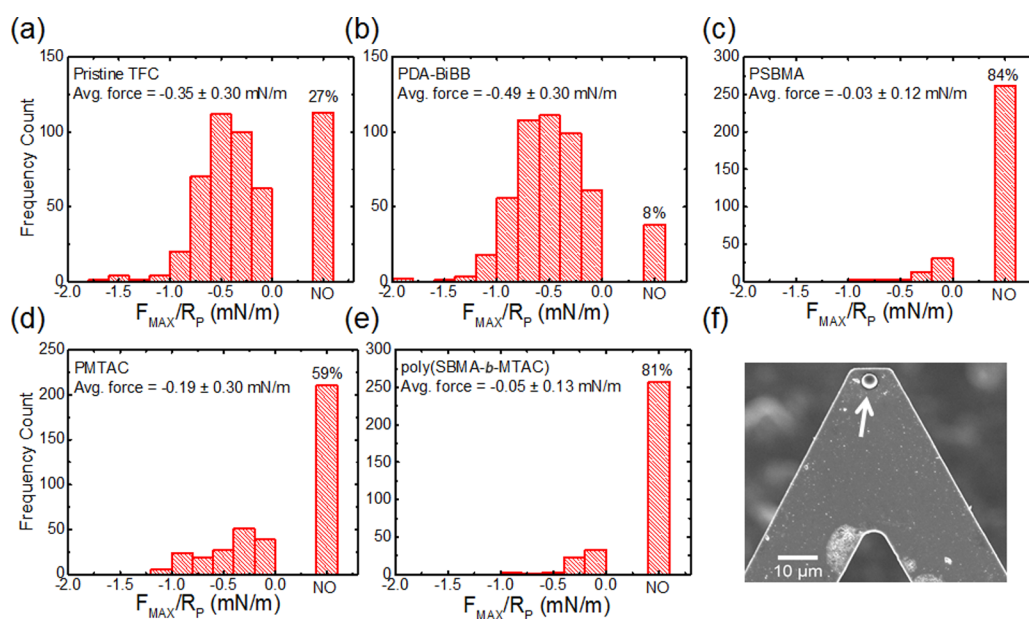 (a)
150
Pristine TFC
Avg. force = -0.35 ± 0.30 mN/m
27%
100
50
0
Frequency Count
-2.0 -1.5 -1.0 -0.5 0.0 NO
F_MAX/R_P (mN/m)
(b)
150
PDA-BiBB
Avg. force = -0.49 ± 0.30 mN/m
8%
100
50
0
-2.0 -1.5 -1.0 -0.5 0.0 NO
F_MAX/R_P (mN/m)
(c)
300
PSBMA
84%
Avg. force = -0.03 ± 0.12 mN/m
250
200
150
100
50
0
-2.0 -1.5 -1.0 -0.5 0.0 NO
F_MAX/R_P (mN/m)
(d)
250
PMTAC
59%
Avg. force = -0.19 ± 0.30 mN/m
200
150
100
50
0
Frequency Count
-2.0 -1.5 -1.0 -0.5 0.0 NO
F_MAX/R_P (mN/m)
(e)
300
poly(SBMA-b-MTAC)
81%
Avg. force = -0.05 ± 0.13 mN/m
250
200
150
100
50
0
-2.0 -1.5 -1.0 -0.5 0.0 NO
F_MAX/R_P (mN/m)
(f)
10 µm